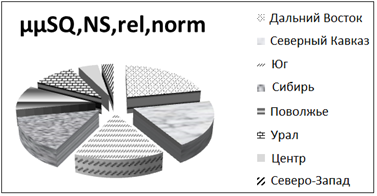 μμSQ,NS,rel,norm
Дальний Восток
Северный Кавказ
Юг
Сибирь
Поволжье
Урал
Центр
Северо-Запад